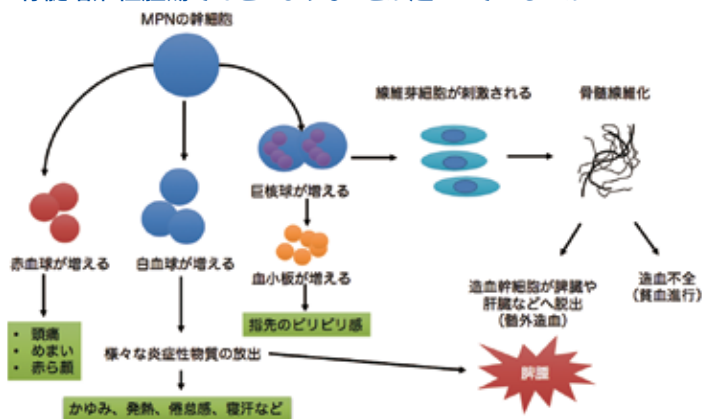 MPNの幹細胞
線維芽細胞が刺激される
骨髄線維化
巨核球が増える
赤血球が増える
白血球が増える
血小板が増える
造血幹細胞が脾臓や
肝臓などへ脱出
(髄外造血)
造血不全
(貧血進行)
• 頭痛
• めまい
• 赤ら顔
指先のピリピリ感
様々な炎症性物質の放出
脾腫
かゆみ、発熱、倦怠感、寝汗など